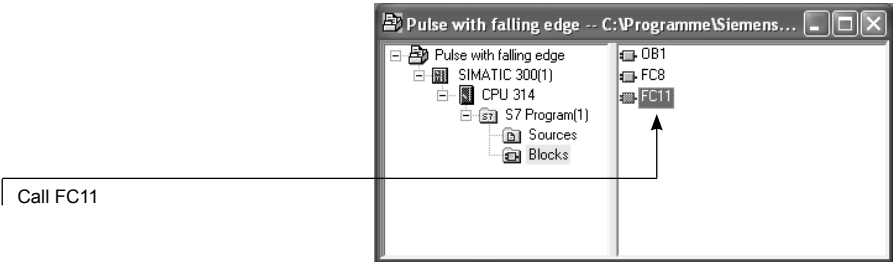 Pulse with falling edge -- C:\Programme\Siemens...
Pulse with falling edge
SIMATIC 300(1)
CPU 314
S7 Program(1)
Sources
Blocks
OB1
FC8
FC11
Call FC11